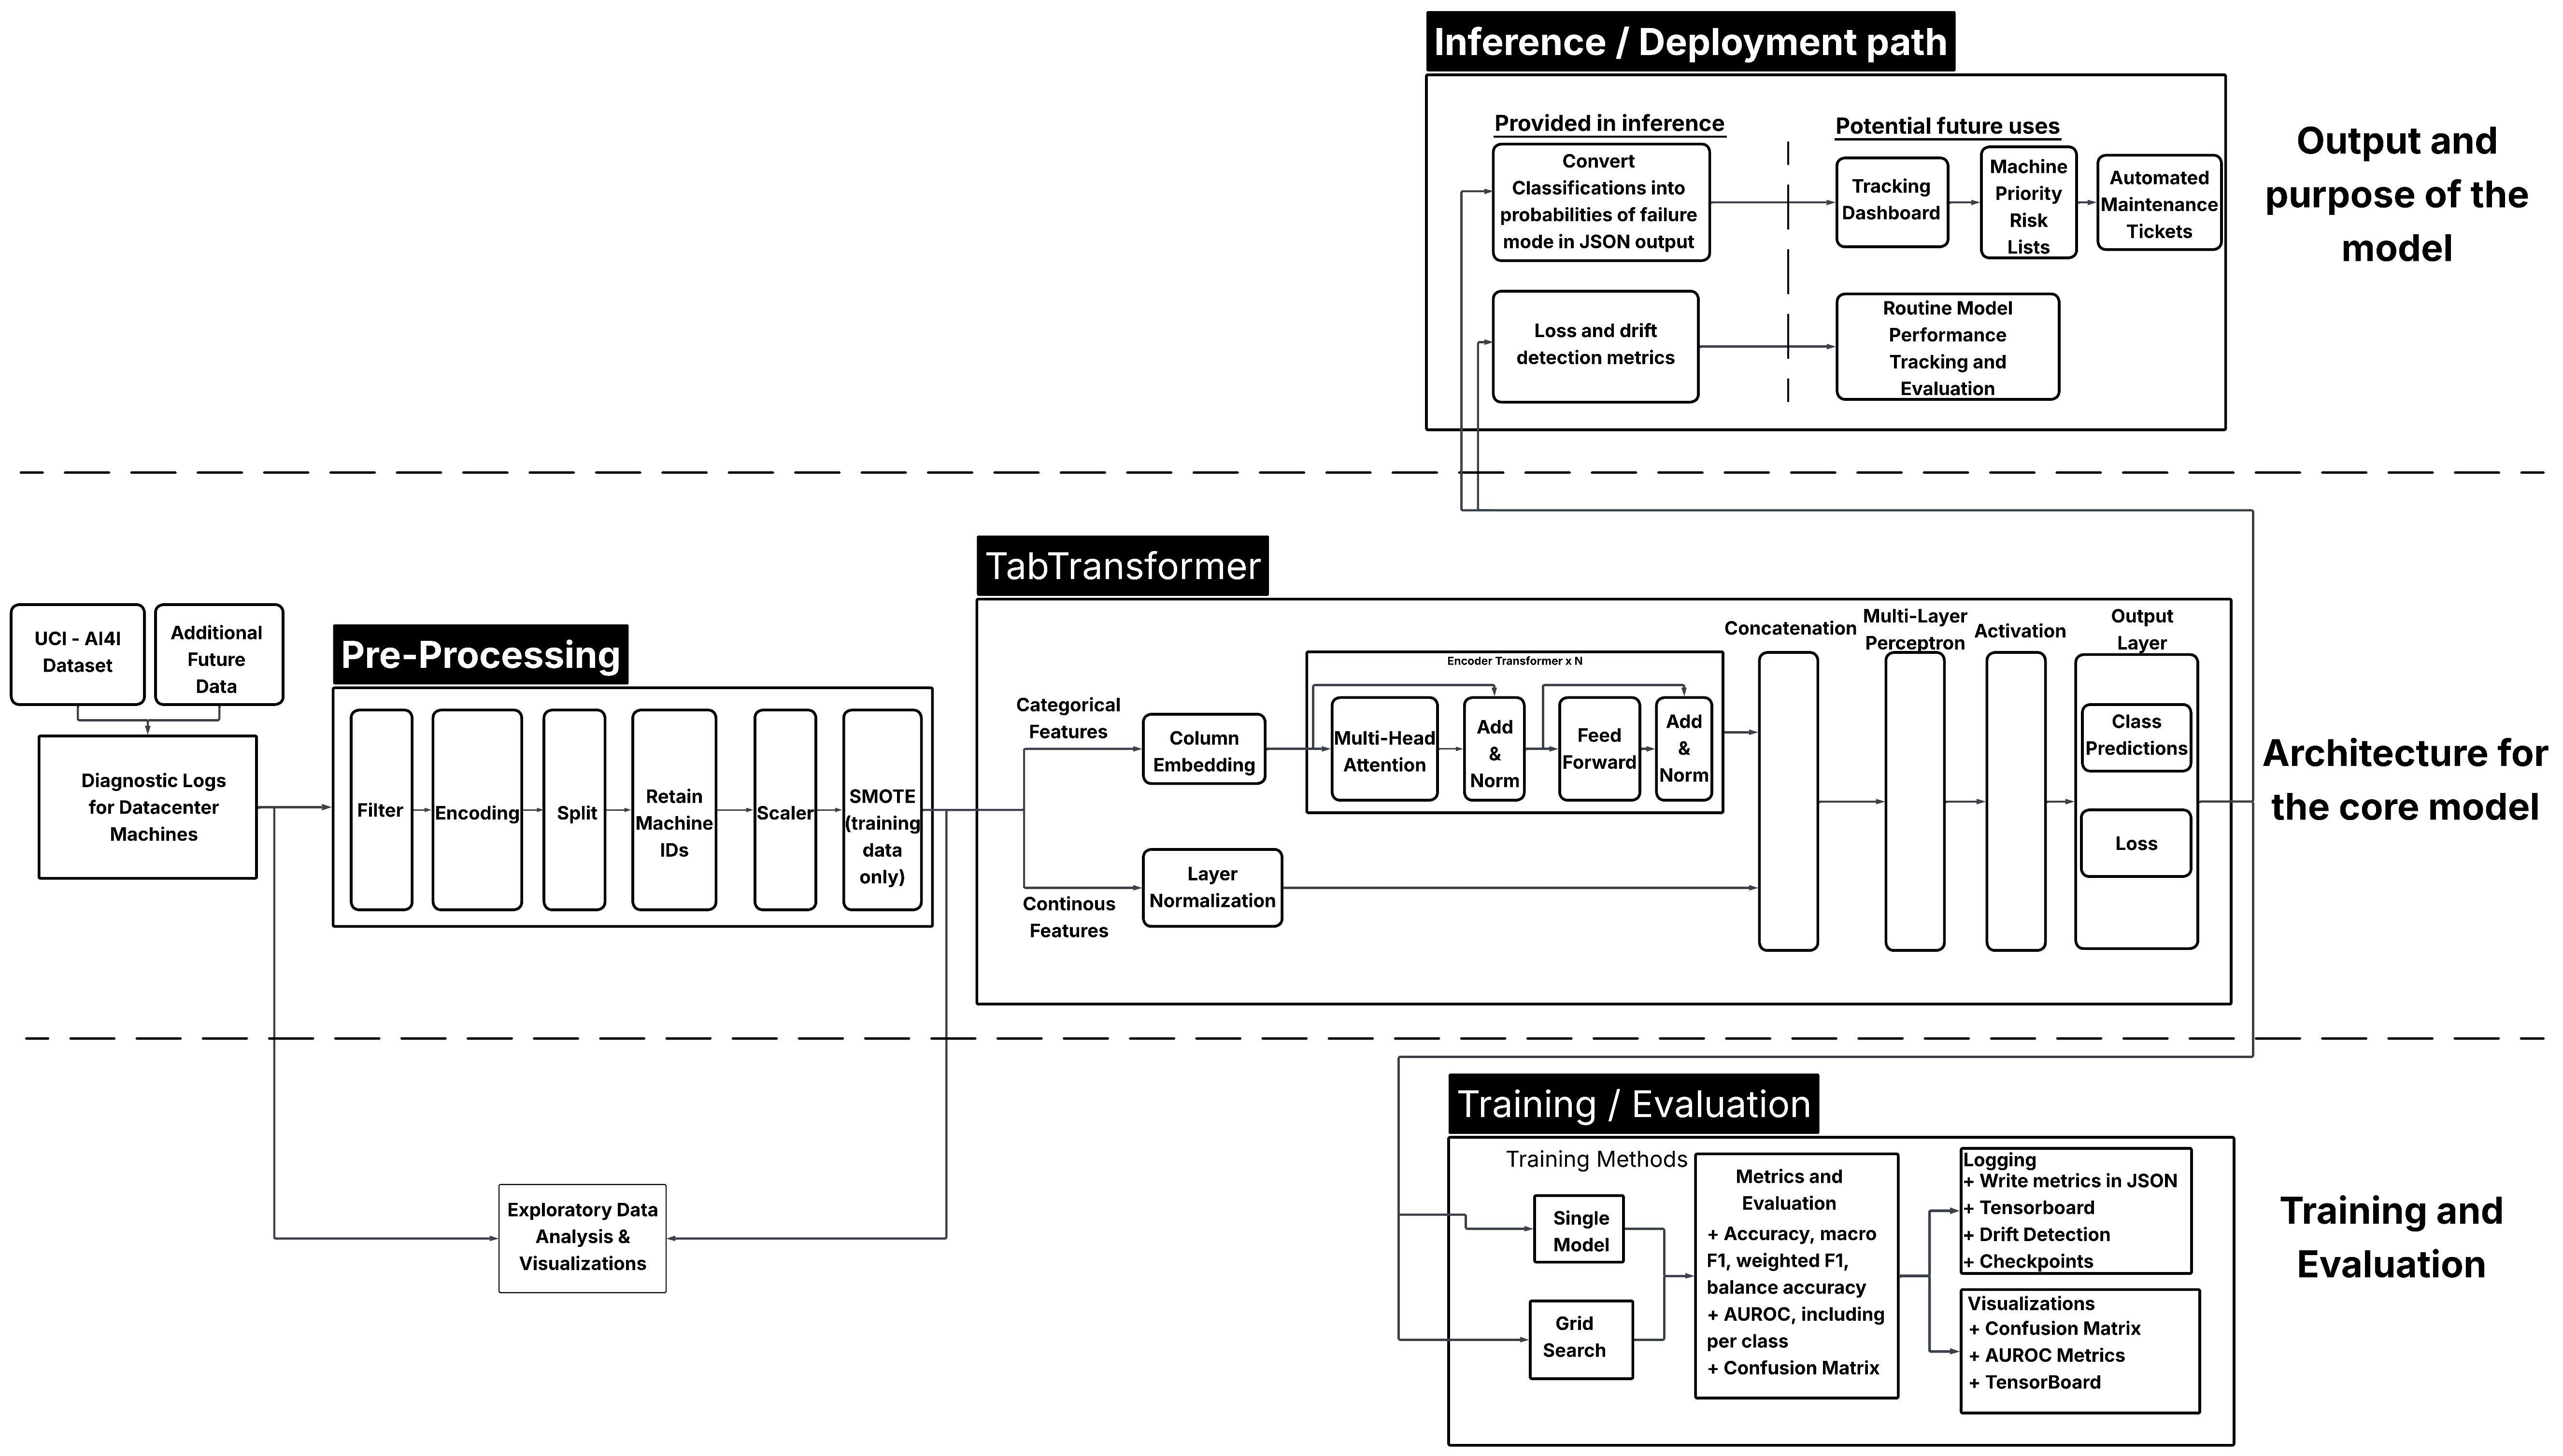 Inference / Deployment path
Provided in inference
Potential future uses
Convert
Classifications into
probabilities of failure
mode in JSON output
Tracking
Dashboard
Machine
Priority
Risk
Lists
Automated
Maintenance
Tickets
Loss and drift
detection metrics
Routine Model
Performance
Tracking and
Evaluation
Output and
purpose of the
model
TabTransformer
UCI - AI4I
Dataset
Additional
Future
Data
Diagnostic Logs
for Datacenter
Machines
Pre-Processing
Filter
Encoding
Split
Retain
Machine
IDs
Scaler
SMOTE
(training
data
only)
Categorical
Features
Continous
Features
Column
Embedding
Layer
Normalization
Encoder Transformer x N
Multi-Head
Attention
Add
&
Norm
Feed
Forward
Add
&
Norm
Concatenation
Multi-Layer
Perceptron
Activation
Output
Layer
Class
Predictions
Loss
Architecture for
the core model
Exploratory Data
Analysis &
Visualizations
Training / Evaluation
Training Methods
Single
Model
Grid
Search
Metrics and
Evaluation
+ Accuracy, macro
F1, weighted F1,
balance accuracy
+ AUROC, including
per class
+ Confusion Matrix
Logging
+ Write metrics in JSON
+ Tensorboard
+ Drift Detection
+ Checkpoints
Visualizations
+ Confusion Matrix
+ AUROC Metrics
+ TensorBoard
Training and
Evaluation